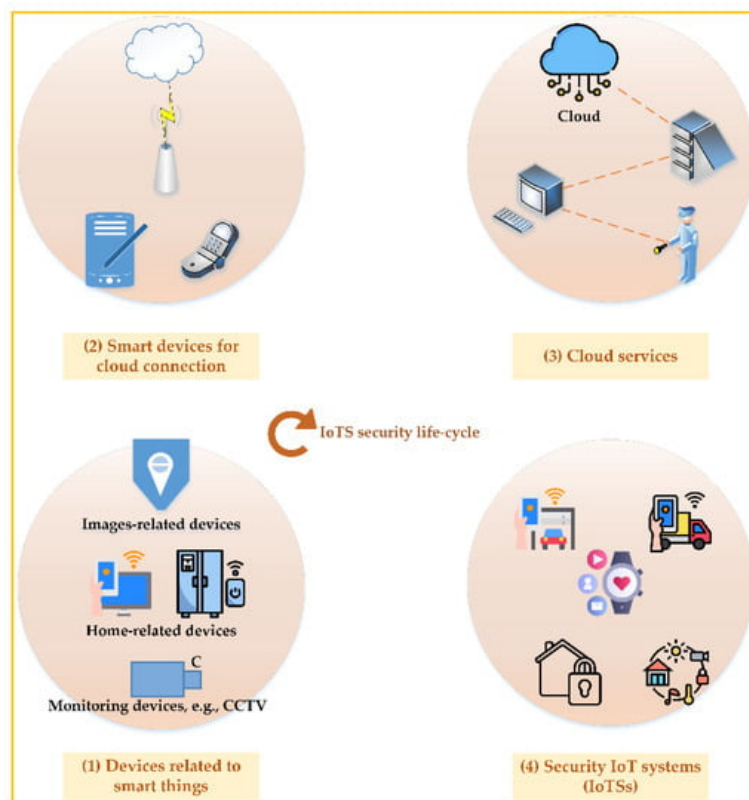 Cloud
(2) Smart devices for
cloud connection
(3) Cloud services
IoTS security life-cycle
Images-related devices
Home-related devices
C
Monitoring devices, e.g., CCTV
(1) Devices related to
smart things
(4) Security IoT systems
(IoTSs)